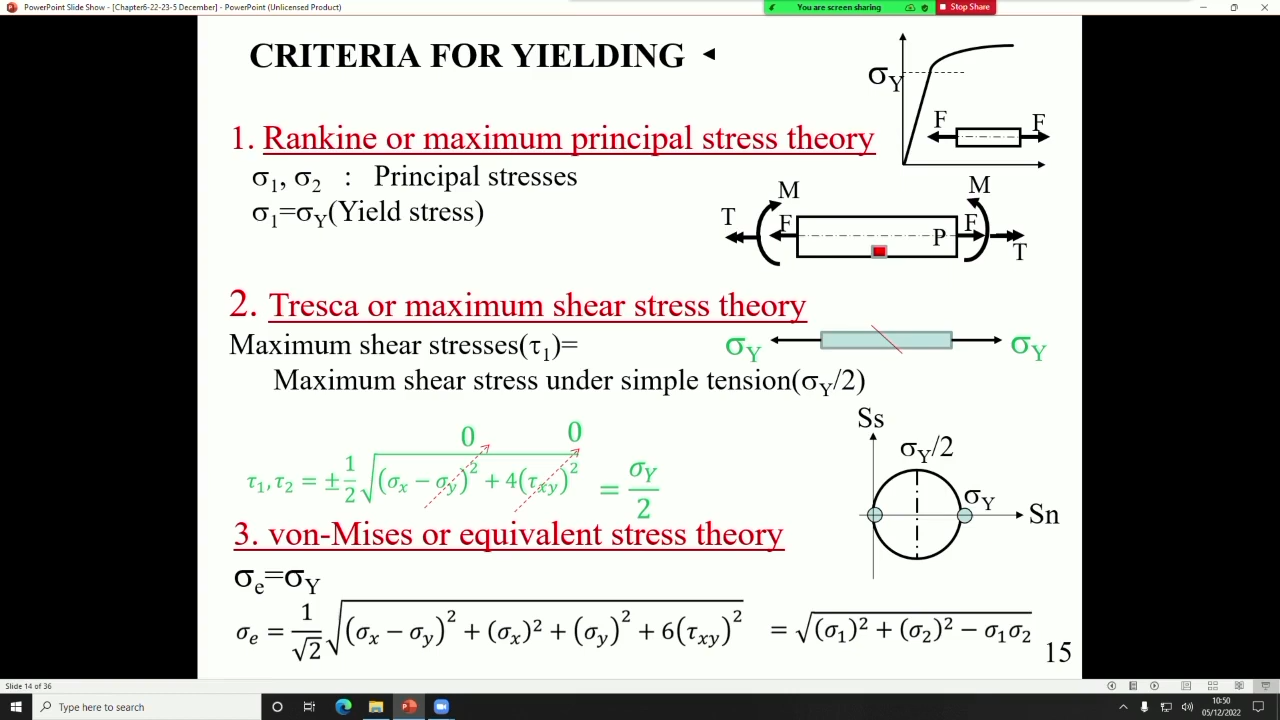 PowerPoint Slide Show - [Chapter6-22-23-5 December] - PowerPoint (Unlicensed Product)
You are screen sharing
Stop Share
CRITERIA FOR YIELDING
σY
F F
1. Rankine or maximum principal stress theory
σ1, σ2 : Principal stresses
σ1=σY(Yield stress)
M M
T F P F T
2. Tresca or maximum shear stress theory
Maximum shear stresses(τ1)=
σY σY
Maximum shear stress under simple tension(σY/2)
0 0
τ1, τ2 = ±1/2 √((σx − σy)² + 4(τxy)²) = σY/2
Ss
σY/2
σY
Sn
3. von-Mises or equivalent stress theory
σe=σY
σe = 1/√2 √((σx − σy)² + (σx)² + (σy)² + 6(τxy)²) = √((σ1)² + (σ2)² − σ1σ2)
15
Slide 14 of 36
Type here to search
10:50
05/12/2022